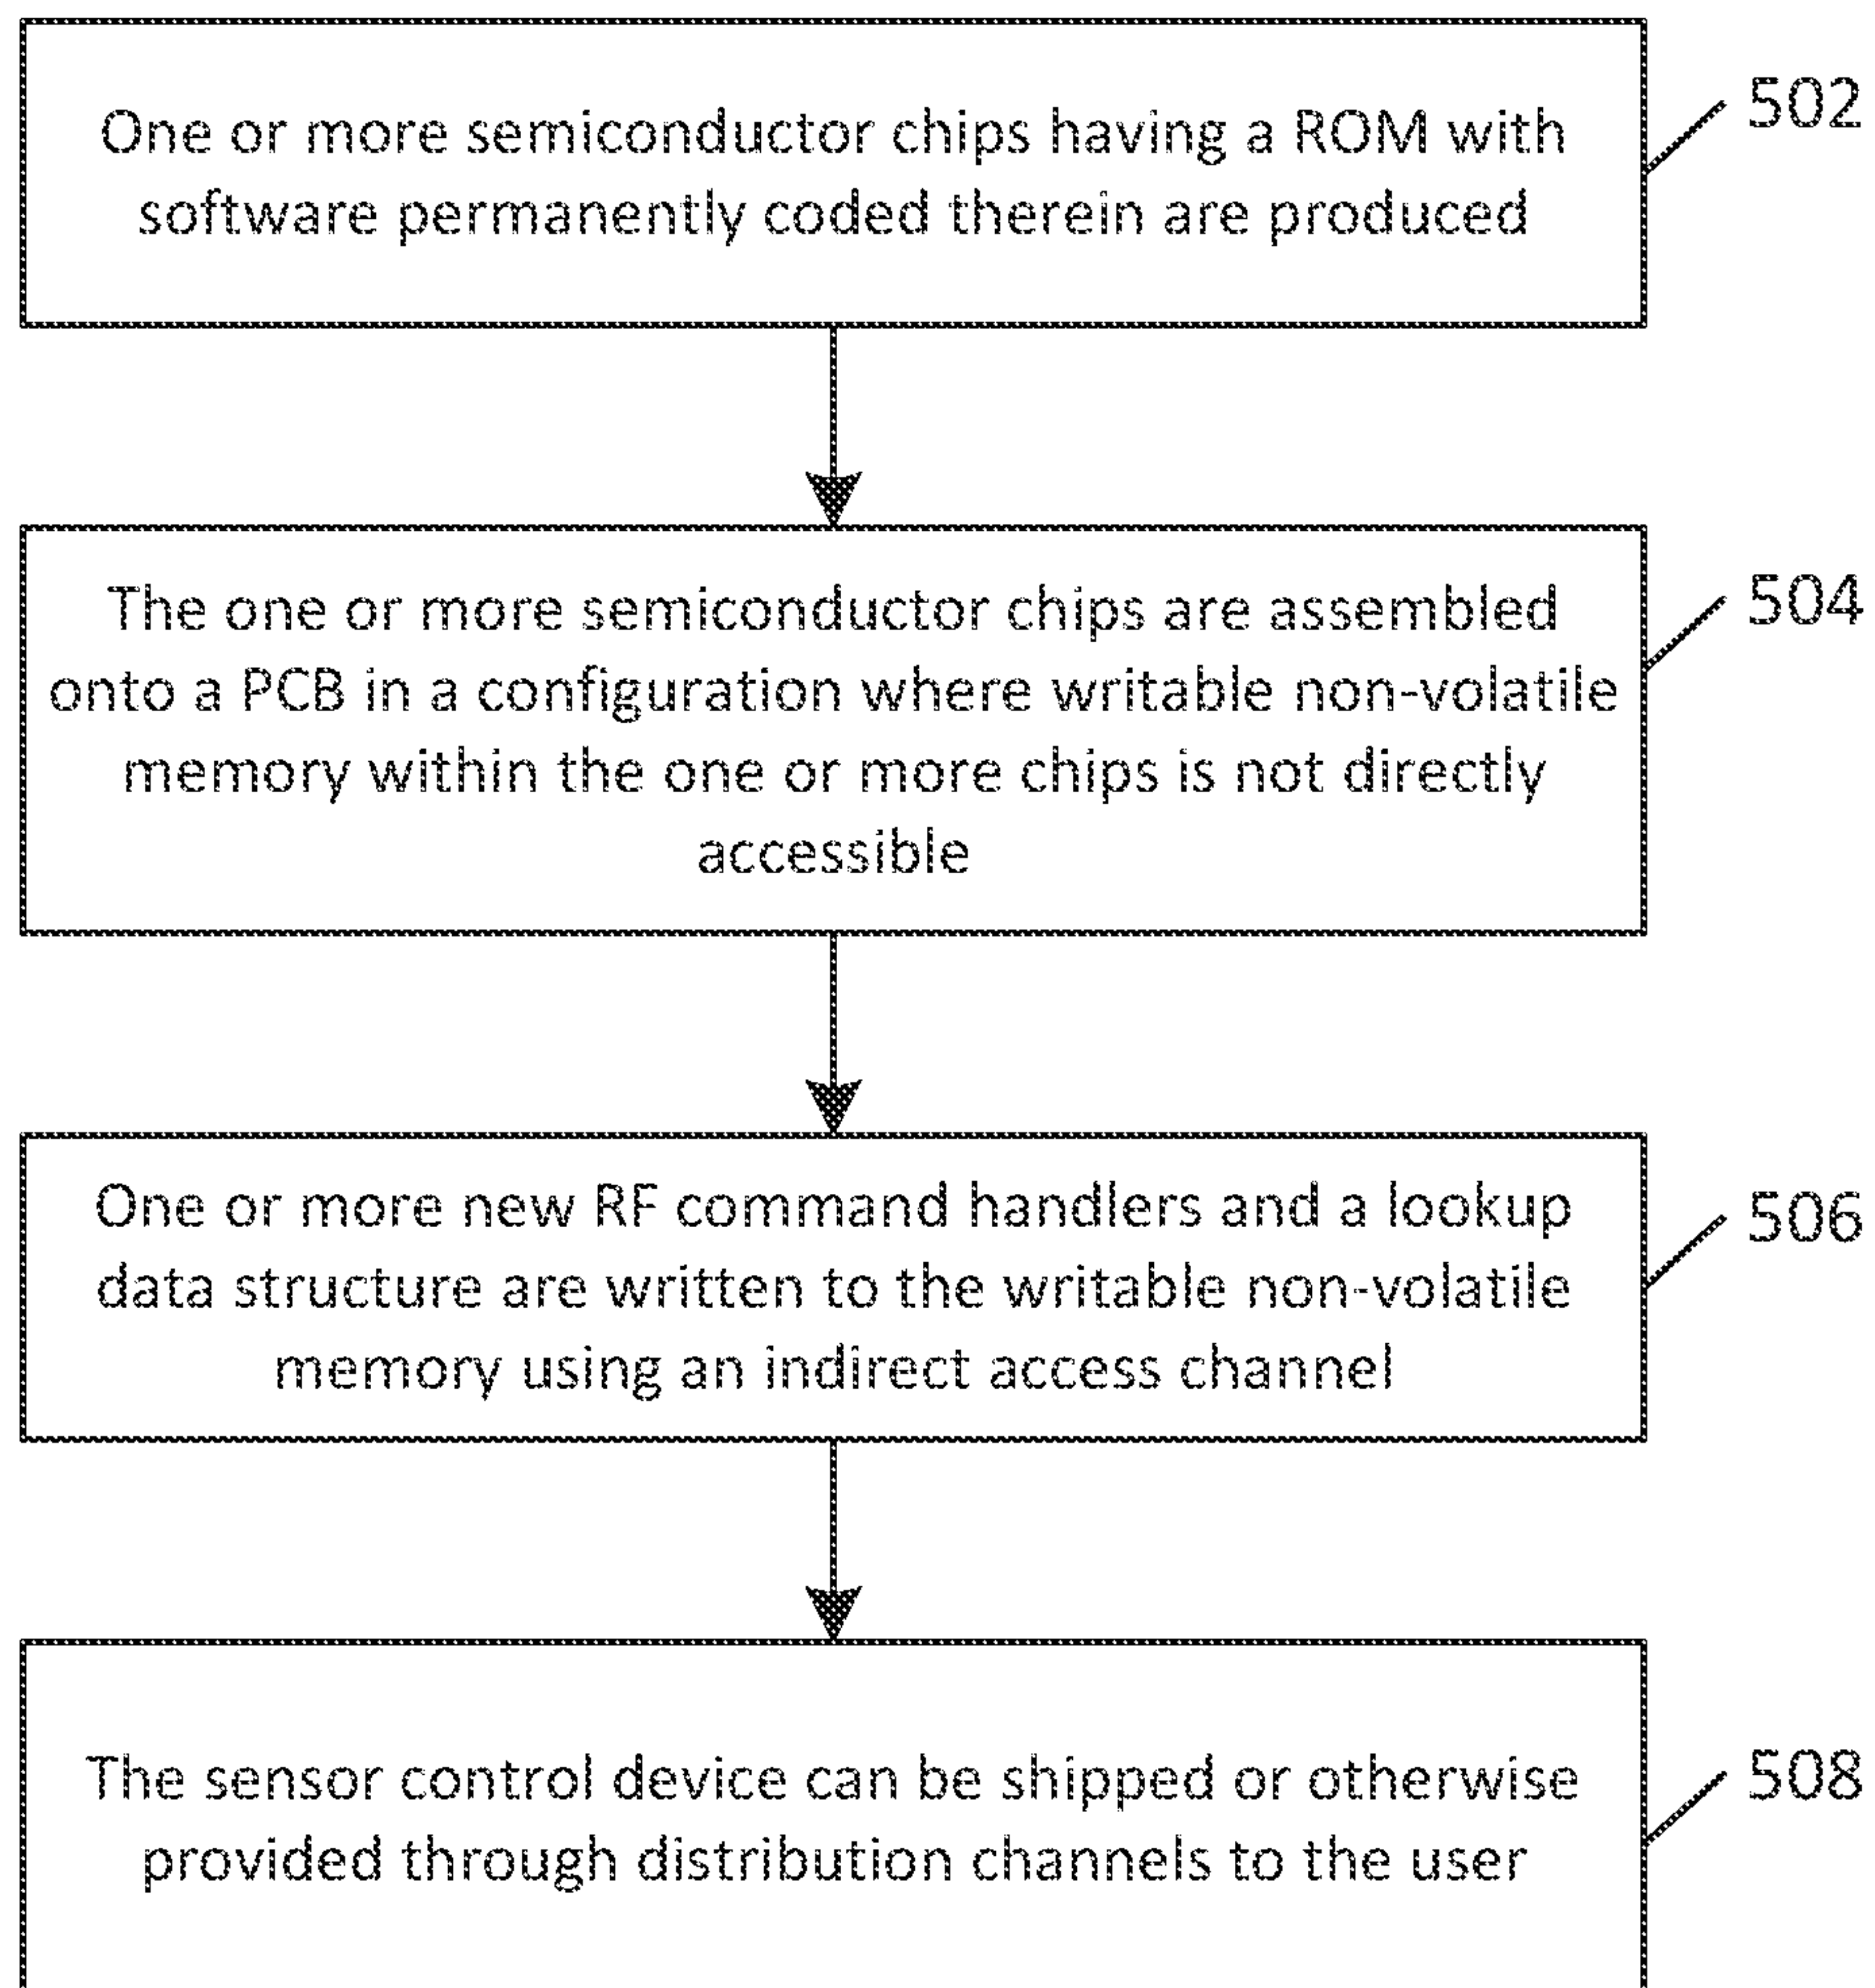 One or more semiconductor chips having a ROM with
software permanently coded therein are produced
502
The one or more semiconductor chips are assembled
onto a PCB in a configuration where writable non-volatile
memory within the one or more chips is not directly
accessible
504
One or more new RF command handlers and a lookup
data structure are written to the writable non-volatile
memory using an indirect access channel
506
The sensor control device can be shipped or otherwise
provided through distribution channels to the user
508